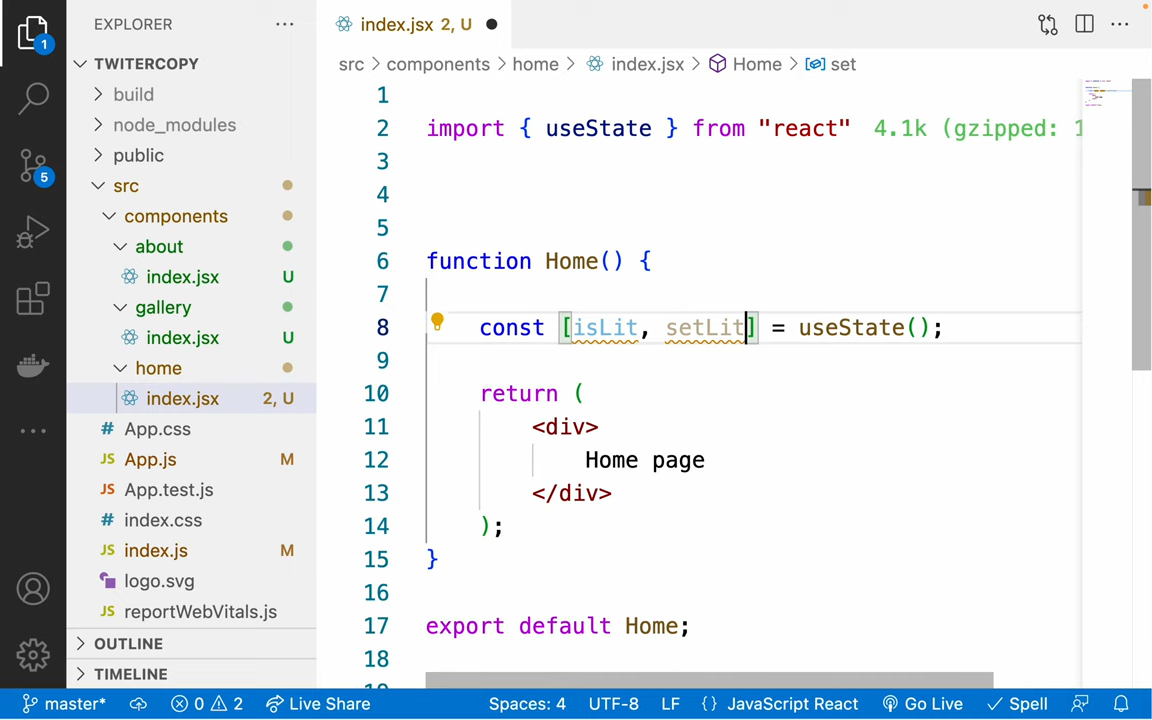 EXPLORER
TWITERCOPY
build
node_modules
public
src
components
about
index.jsx U
gallery
index.jsx U
home
index.jsx 2, U
# App.css
JS App.js M
JS App.test.js
# index.css
JS index.js M
logo.svg
JS reportWebVitals.js
OUTLINE
TIMELINE
1
5
index.jsx 2, U
src > components > home > index.jsx > Home > set
1
2 import { useState } from "react" 4.1k (gzipped:
3
4
5
6 function Home() {
7
8 const [isLit, setLit] = useState();
9
10 return (
11 <div>
12 Home page
13 </div>
14 );
15 }
16
17 export default Home;
18
master* 0 2 Live Share Spaces: 4 UTF-8 LF {} JavaScript React Go Live Spell